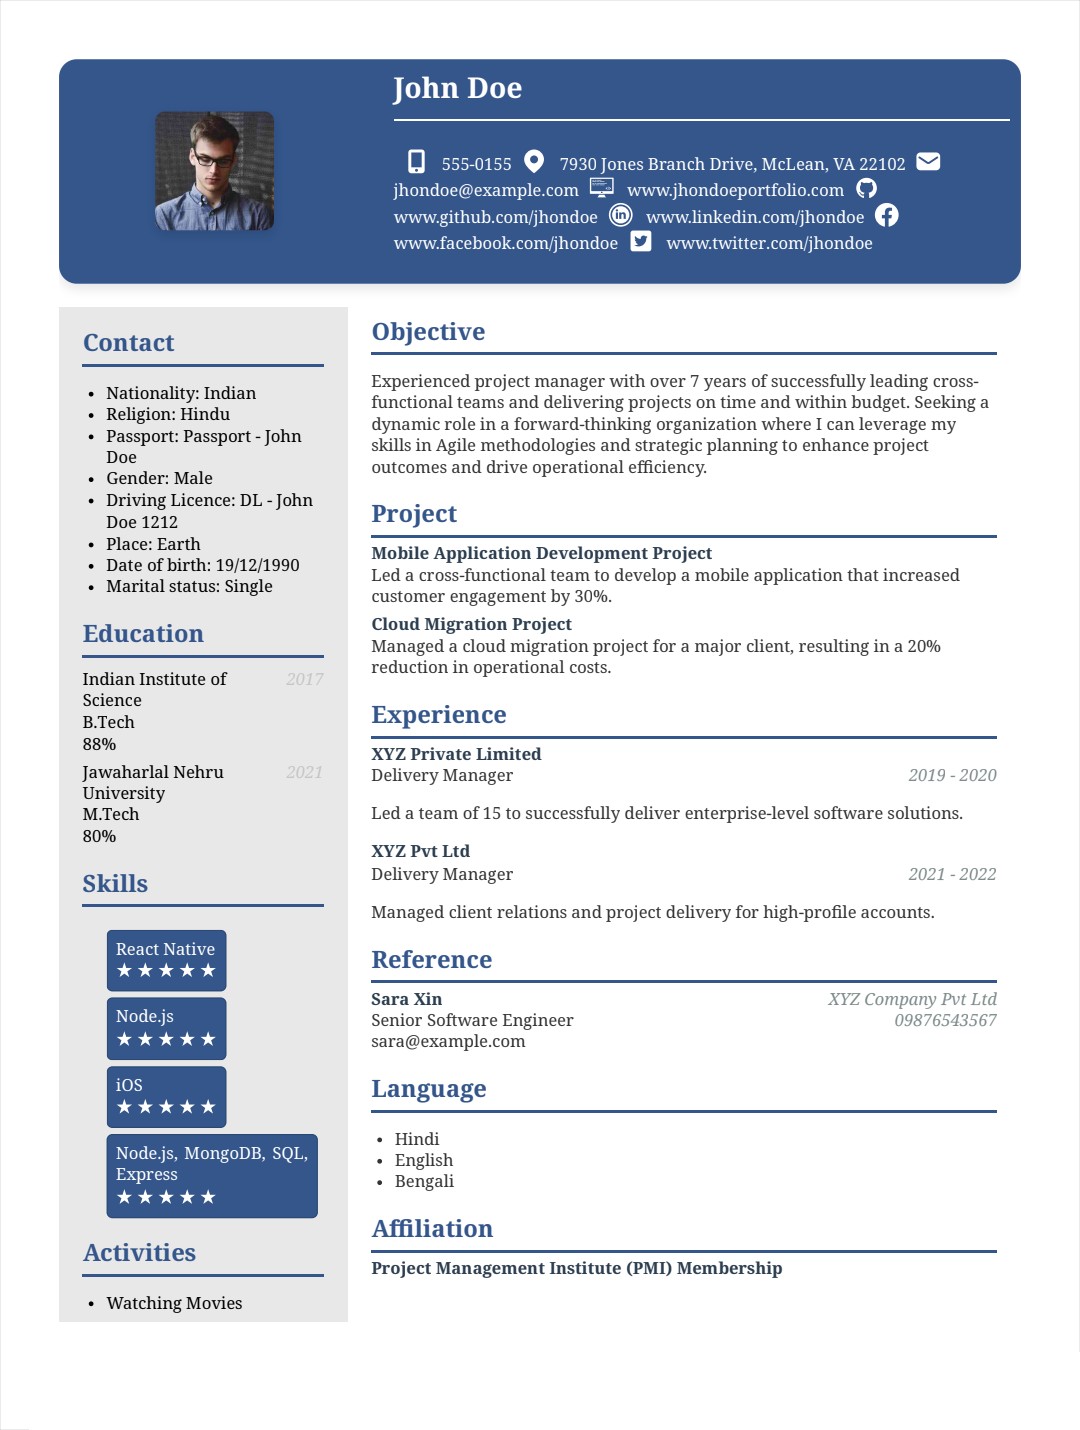 John Doe
555-0155 7930 Jones Branch Drive, McLean, VA 22102
jhondoe@example.com www.jhondoeportfolio.com
www.github.com/jhondoe www.linkedin.com/jhondoe
www.facebook.com/jhondoe www.twitter.com/jhondoe
Contact
• Nationality: Indian
• Religion: Hindu
• Passport: Passport - John
Doe
• Gender: Male
• Driving Licence: DL - John
Doe 1212
• Place: Earth
• Date of birth: 19/12/1990
• Marital status: Single
Education
Indian Institute of 2017
Science
B.Tech
88%
Jawaharlal Nehru 2021
University
M.Tech
80%
Skills
React Native
★ ★ ★ ★ ★
Node.js
★ ★ ★ ★ ★
iOS
★ ★ ★ ★ ★
Node.js, MongoDB, SQL,
Express
★ ★ ★ ★ ★
Activities
• Watching Movies
Objective
Experienced project manager with over 7 years of successfully leading cross-
functional teams and delivering projects on time and within budget. Seeking a
dynamic role in a forward-thinking organization where I can leverage my
skills in Agile methodologies and strategic planning to enhance project
outcomes and drive operational efficiency.
Project
Mobile Application Development Project
Led a cross-functional team to develop a mobile application that increased
customer engagement by 30%.
Cloud Migration Project
Managed a cloud migration project for a major client, resulting in a 20%
reduction in operational costs.
Experience
XYZ Private Limited
Delivery Manager 2019 - 2020
Led a team of 15 to successfully deliver enterprise-level software solutions.
XYZ Pvt Ltd
Delivery Manager 2021 - 2022
Managed client relations and project delivery for high-profile accounts.
Reference
Sara Xin XYZ Company Pvt Ltd
Senior Software Engineer 09876543567
sara@example.com
Language
• Hindi
• English
• Bengali
Affiliation
Project Management Institute (PMI) Membership